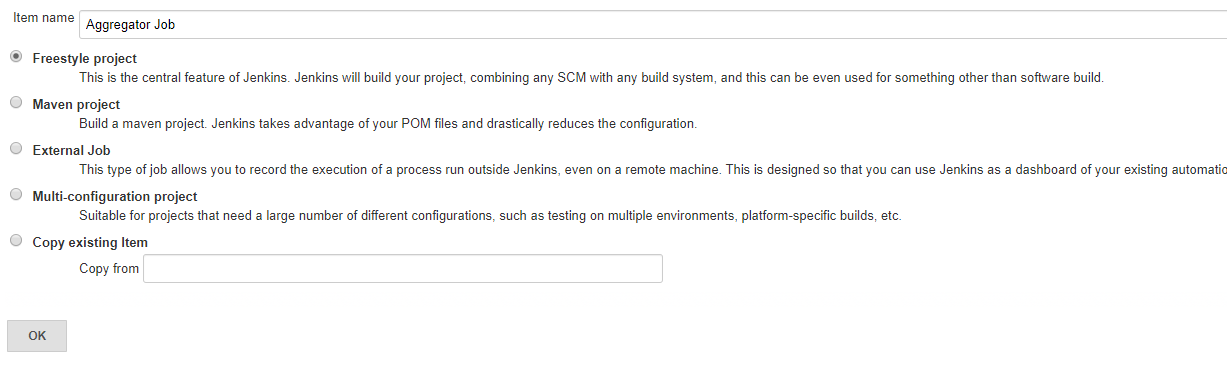 Item name Aggregator Job
Freestyle project
This is the central feature of Jenkins. Jenkins will build your project, combining any SCM with any build system, and this can be even used for something other than software build.
Maven project
Build a maven project. Jenkins takes advantage of your POM files and drastically reduces the configuration.
External Job
This type of job allows you to record the execution of a process run outside Jenkins, even on a remote machine. This is designed so that you can use Jenkins as a dashboard of your existing automatio
Multi-configuration project
Suitable for projects that need a large number of different configurations, such as testing on multiple environments, platform-specific builds, etc.
Copy existing Item
Copy from
OK